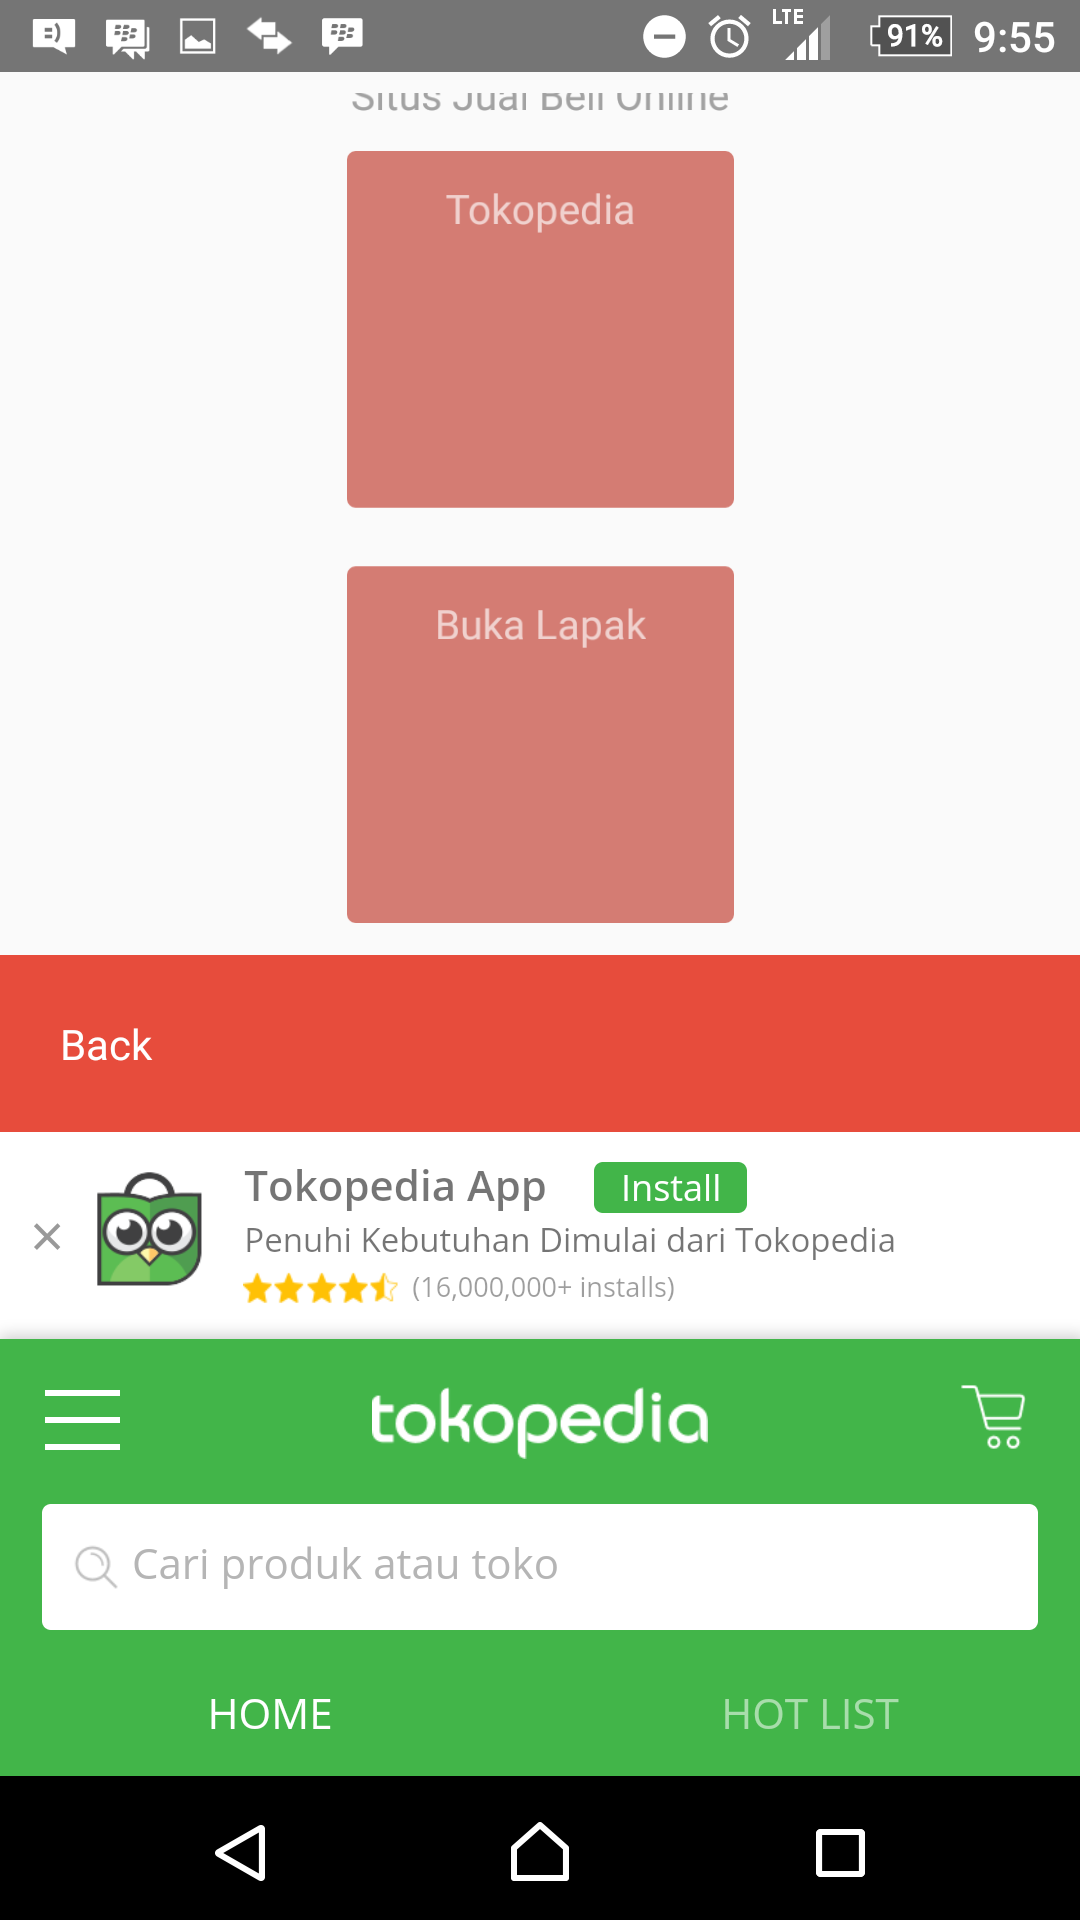 LTE 91% 9:55
Situs Jual Beli Online
Tokopedia
Buka Lapak
Back
Tokopedia App Install
Penuhi Kebutuhan Dimulai dari Tokopedia
(16,000,000+ installs)
tokopedia
Cari produk atau toko
HOME HOT LIST